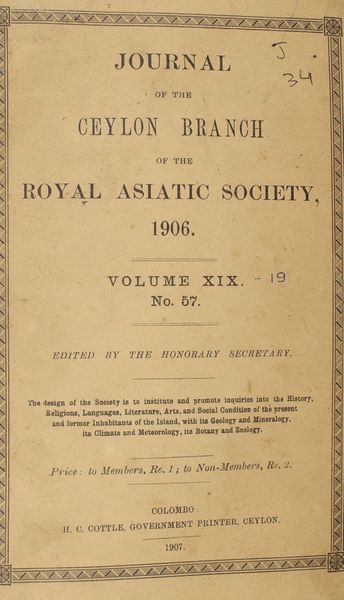 J
34
JOURNAL
OF THE
CEYLON BRANCH
OF THE
ROYAL ASIATIC SOCIETY,
1906.
VOLUME XIX. - 19
No. 57.
EDITED BY THE HONORARY SECRETARY.
The design of the Society is to institute and promote inquiries into the History,
Religions, Languages, Literature, Arts, and Social Condition of the present
and former Inhabitants of the Island, with its Geology and Mineralogy,
its Climate and Meteorology, its Botany and Zoology.
Price: to Members, Re. 1; to Non-Members, Rs. 2.
COLOMBO:
H. C. COTTLE, GOVERNMENT PRINTER, CEYLON.
1907.